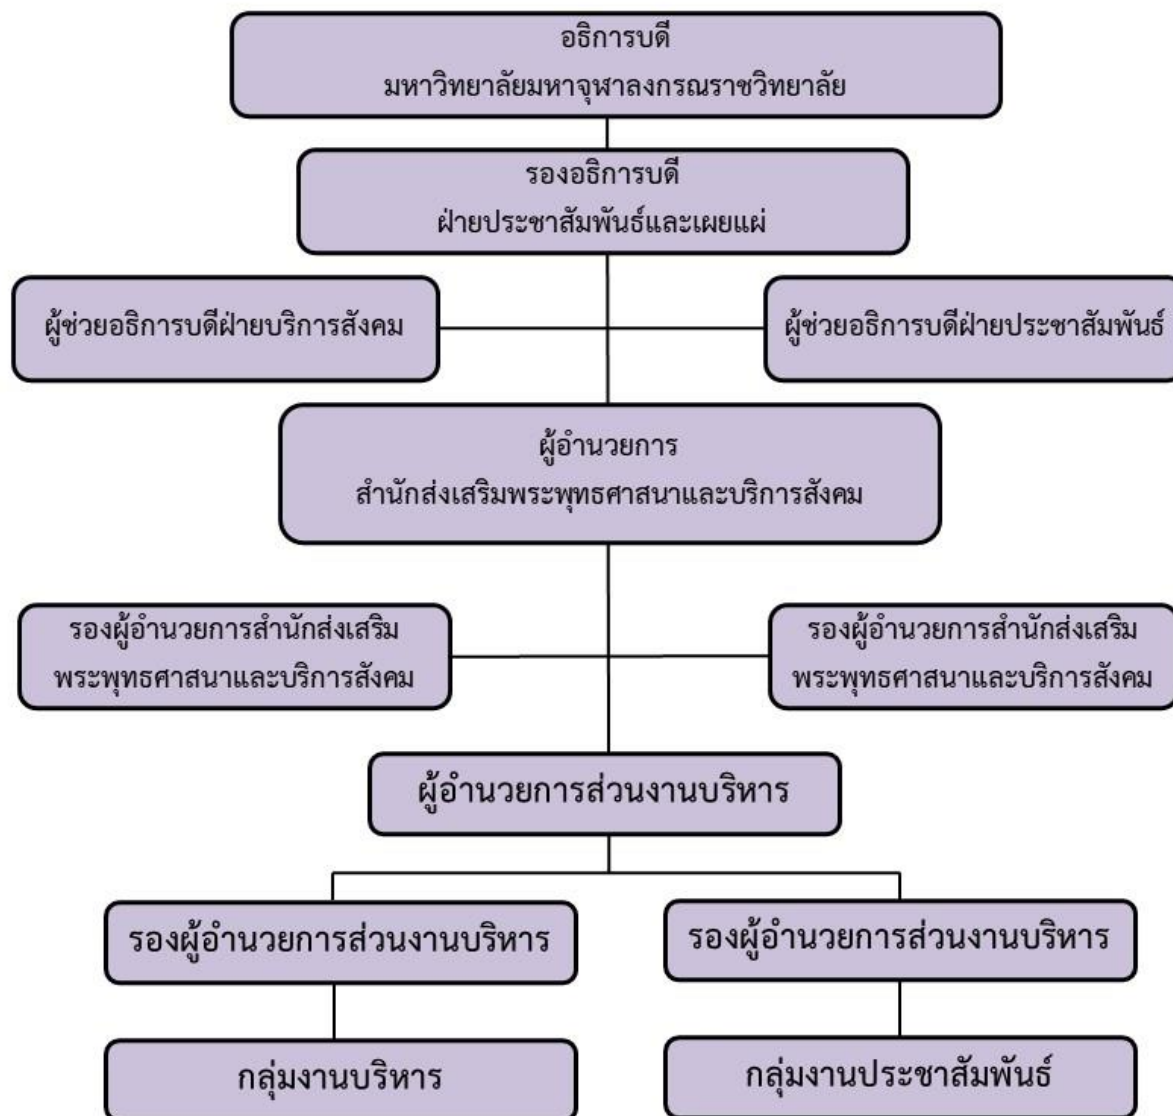 อธิการบดี
มหาวิทยาลัยมหาจุฬาลงกรณราชวิทยาลัย
รองอธิการบดี
ฝ่ายประชาสัมพันธ์และเผยแผ่
ผู้ช่วยอธิการบดีฝ่ายบริการสังคม
ผู้ช่วยอธิการบดีฝ่ายประชาสัมพันธ์
ผู้อำนวยการ
สำนักส่งเสริมพระพุทธศาสนาและบริการสังคม
รองผู้อำนวยการสำนักส่งเสริม
พระพุทธศาสนาและบริการสังคม
รองผู้อำนวยการสำนักส่งเสริม
พระพุทธศาสนาและบริการสังคม
ผู้อำนวยการส่วนงานบริหาร
รองผู้อำนวยการส่วนงานบริหาร
รองผู้อำนวยการส่วนงานบริหาร
กลุ่มงานบริหาร
กลุ่มงานประชาสัมพันธ์